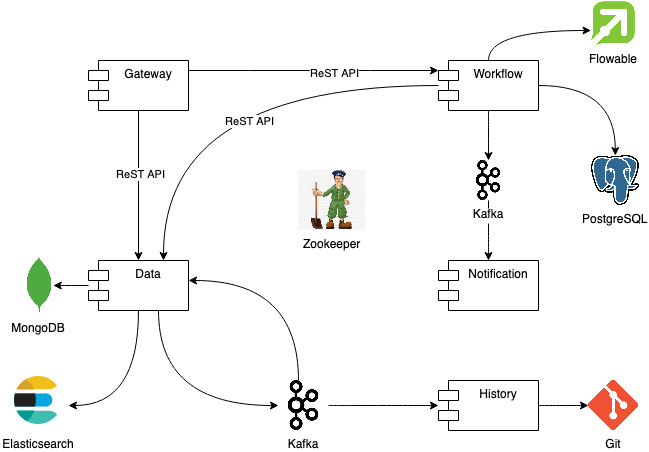 Flowable
Gateway
ReST API
Workflow
ReST API
ReST API
Kafka
PostgreSQL
Zookeeper
Data
Notification
MongoDB
History
Elasticsearch
Kafka
Git